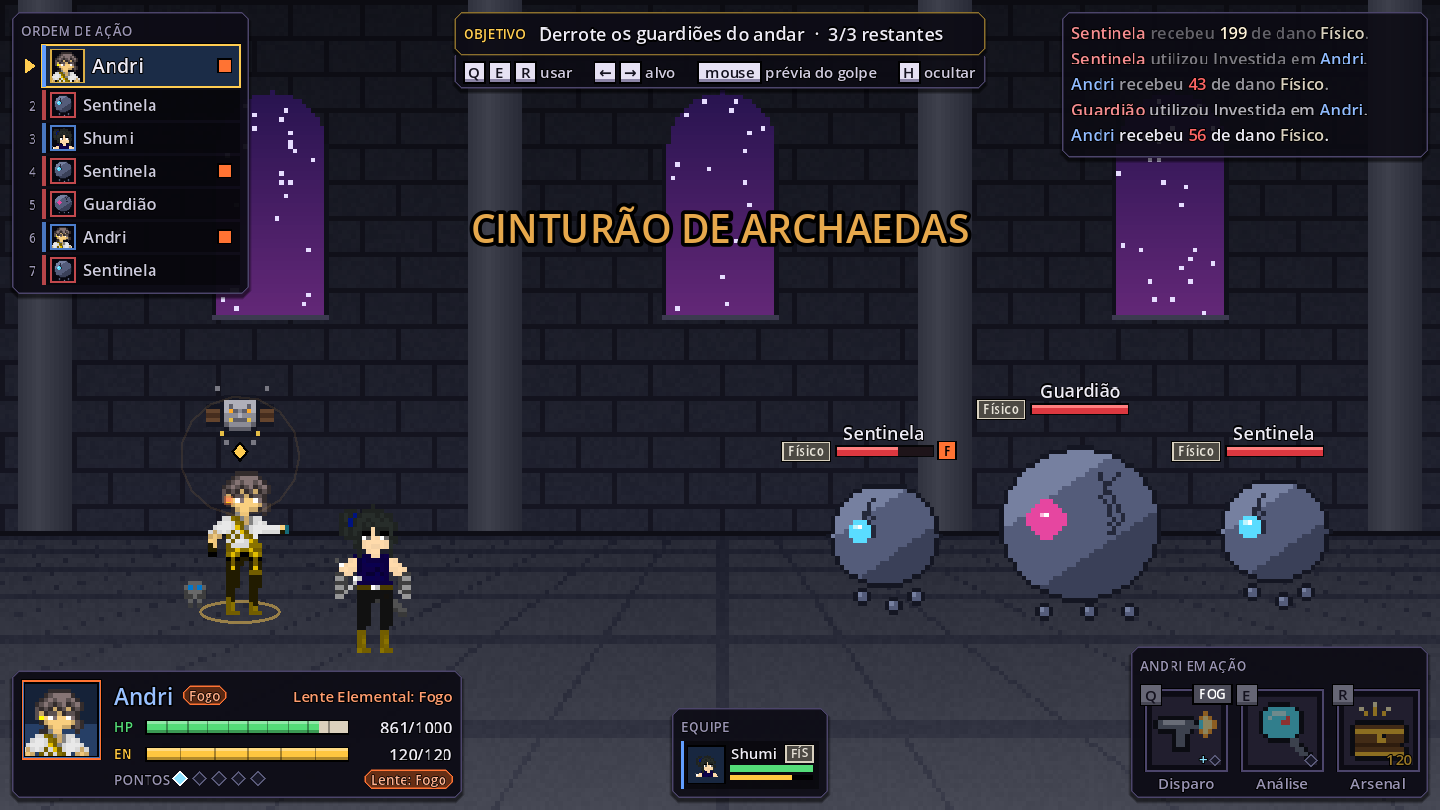 ORDEM DE AÇÃO
Andri
2 Sentinela
3 Shumi
4 Sentinela
5 Guardião
6 Andri
7 Sentinela
OBJETIVO Derrote os guardiões do andar · 3/3 restantes
Q E R usar ← → alvo mouse prévia do golpe H ocultar
Sentinela recebeu 199 de dano Físico.
Sentinela utilizou Investida em Andri.
Andri recebeu 43 de dano Físico.
Guardião utilizou Investida em Andri.
Andri recebeu 56 de dano Físico.
CINTURÃO DE ARCHAEDAS
Guardião
Físico
Sentinela
Físico F
Sentinela
Físico
Andri Fogo Lente Elemental: Fogo
HP 861/1000
EN 120/120
PONTOS Lente: Fogo
EQUIPE
Shumi FÍS
ANDRI EM AÇÃO
Q FOG E R
+ 120
Disparo Análise Arsenal